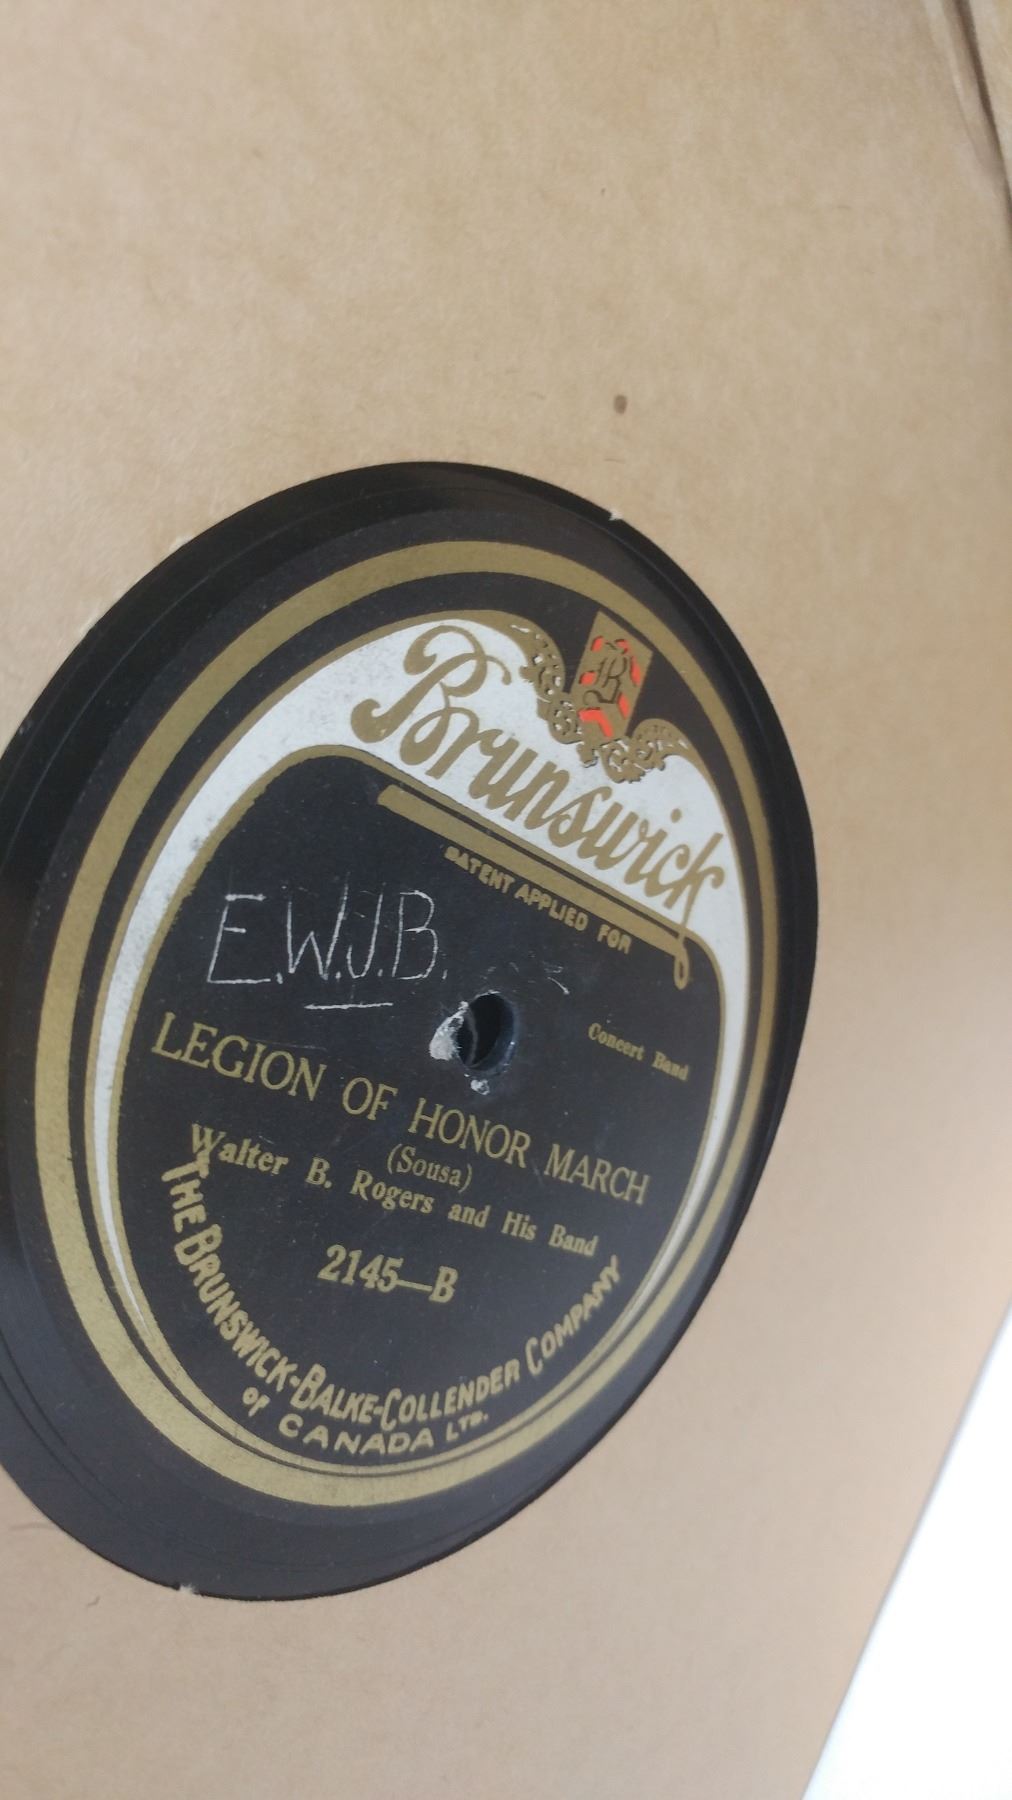 Brunswick
PATENT APPLIED FOR
E.W.J.B.
Concert Band
LEGION OF HONOR MARCH
(Sousa)
Walter B. Rogers and His Band
2145—B
THE BRUNSWICK-BALKE-COLLENDER COMPANY
OF CANADA LTD.